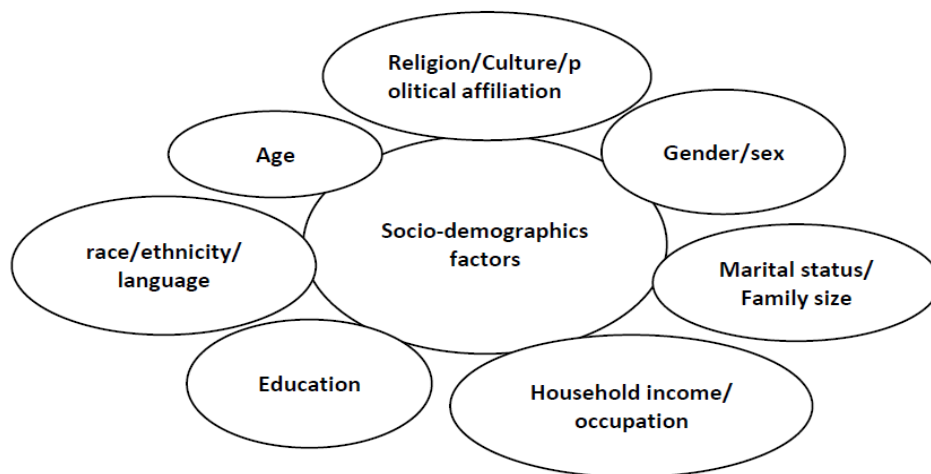 Religion/Culture/p
olitical affiliation
Age
Gender/sex
Socio-demographics
factors
race/ethnicity/
language
Marital status/
Family size
Education
Household income/
occupation